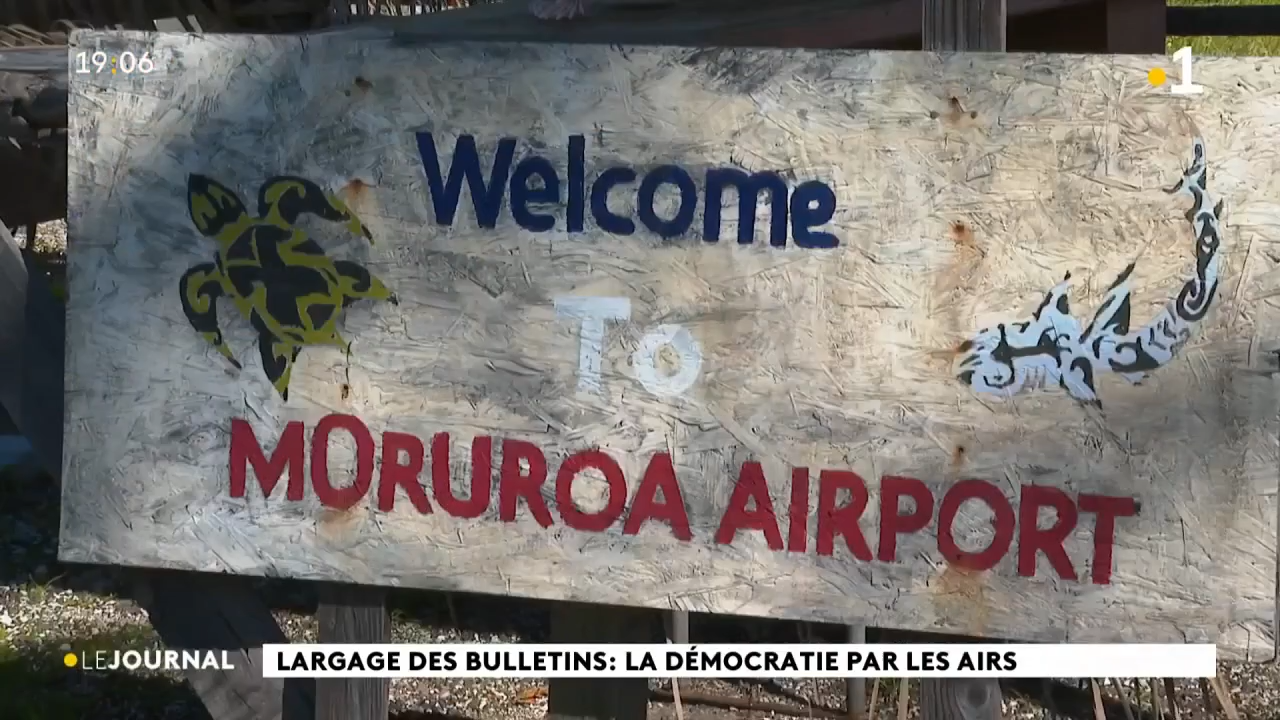 19:06
1
Welcome
To
MORUROA AIRPORT
LEJOURNAL
LARGAGE DES BULLETINS: LA DÉMOCRATIE PAR LES AIRS